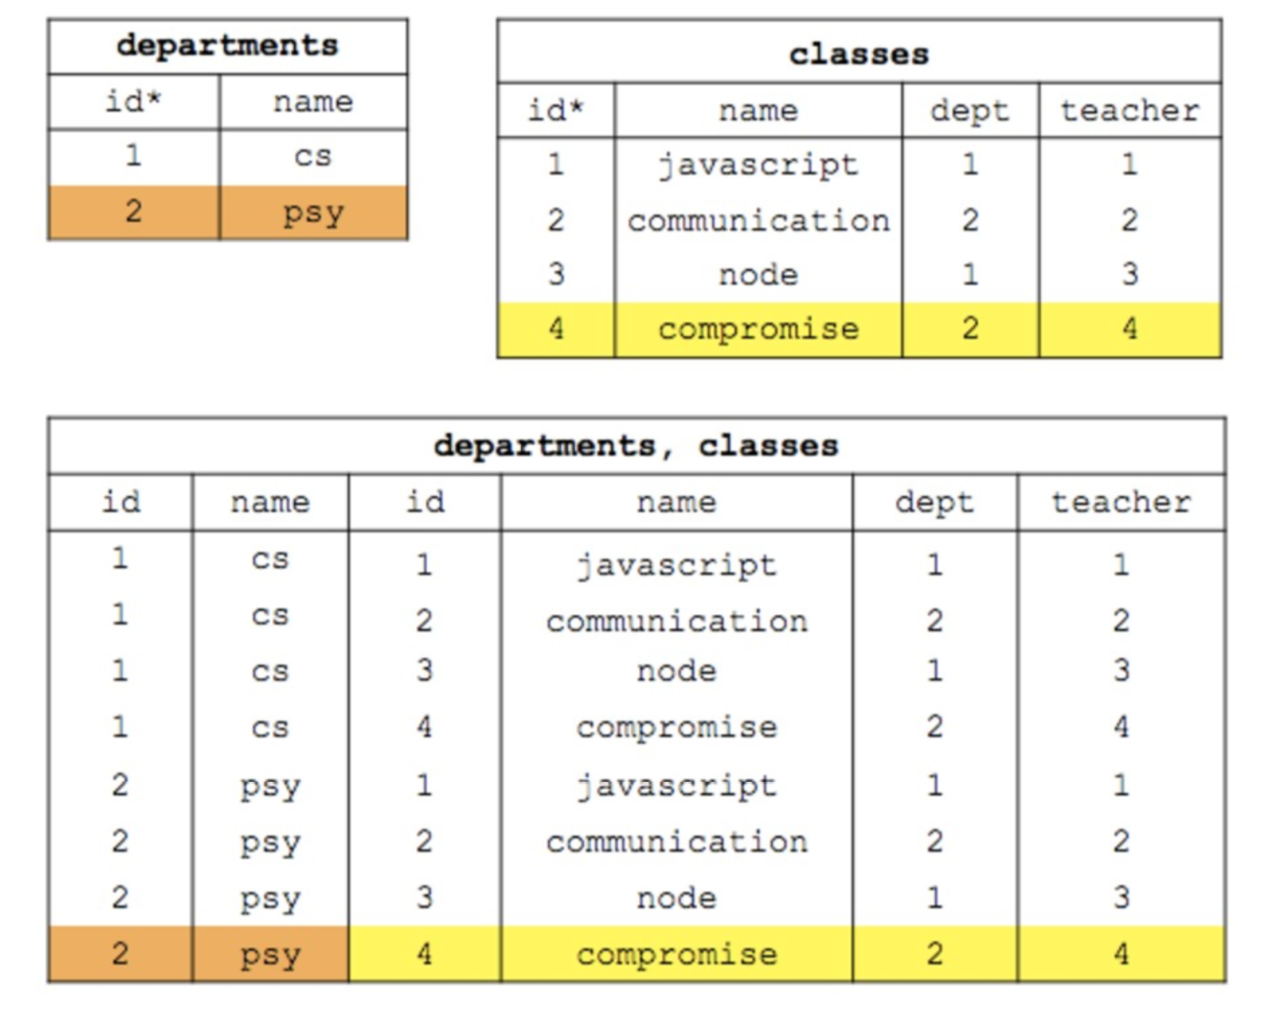 departments
id* name
1 cs
2 psy
classes
id* name dept teacher
1 javascript 1 1
2 communication 2 2
3 node 1 3
4 compromise 2 4
departments, classes
id name id name dept teacher
1 cs 1 javascript 1 1
1 cs 2 communication 2 2
1 cs 3 node 1 3
1 cs 4 compromise 2 4
2 psy 1 javascript 1 1
2 psy 2 communication 2 2
2 psy 3 node 1 3
2 psy 4 compromise 2 4